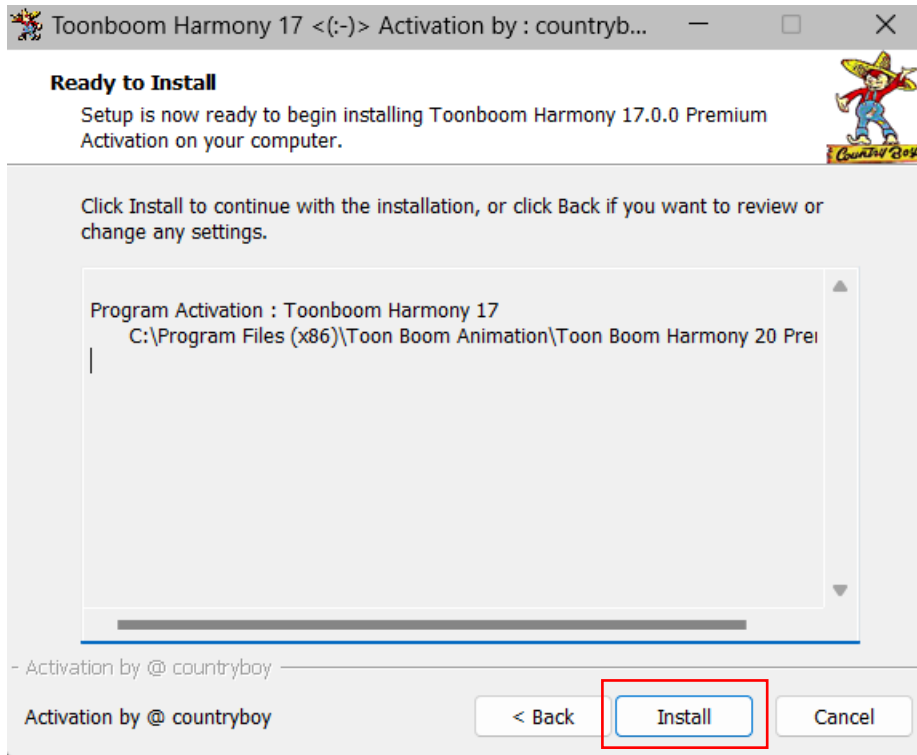 Toonboom Harmony 17 <(:-)> Activation by : countryb...
Ready to Install
Setup is now ready to begin installing Toonboom Harmony 17.0.0 Premium
Activation on your computer.
Country Boy
Click Install to continue with the installation, or click Back if you want to review or
change any settings.
Program Activation : Toonboom Harmony 17
C:\Program Files (x86)\Toon Boom Animation\Toon Boom Harmony 20 Prei
Activation by @ countryboy
Activation by @ countryboy
< Back
Install
Cancel